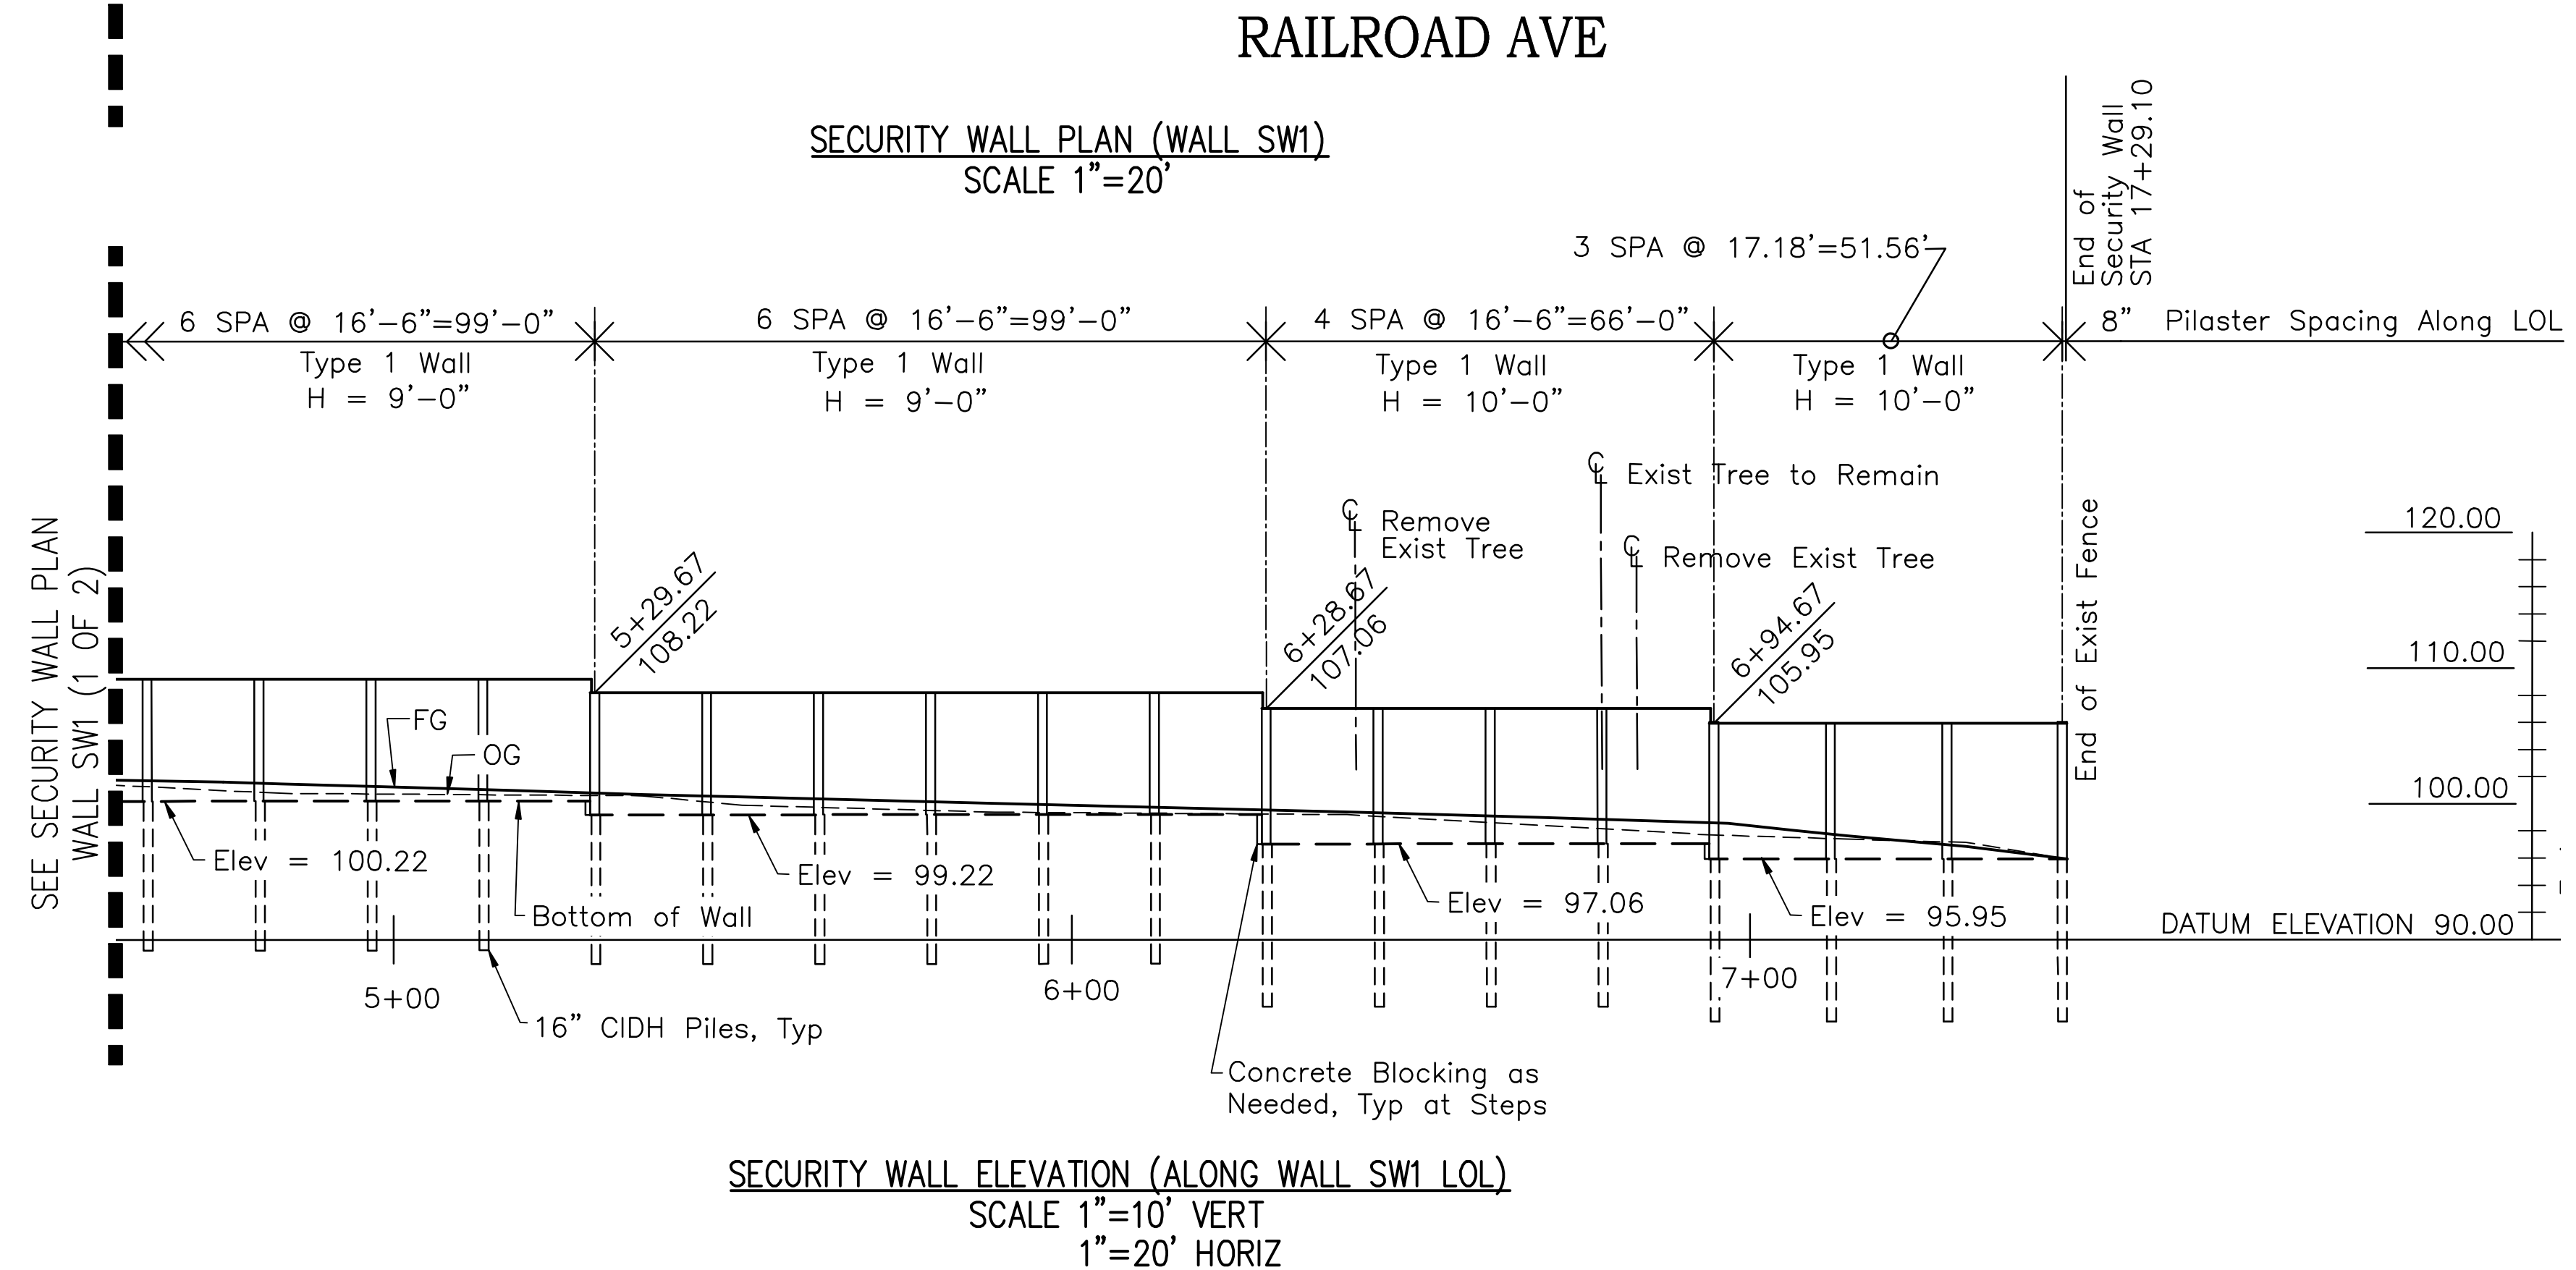 RAILROAD AVE
SECURITY WALL PLAN (WALL SW1)
SCALE 1"=20'
End of
Security Wall
STA 17+29.10
3 SPA @ 17.18'=51.56'
6 SPA @ 16'-6"=99'-0"
6 SPA @ 16'-6"=99'-0"
4 SPA @ 16'-6"=66'-0"
8" Pilaster Spacing Along LOL
Type 1 Wall
H = 9'-0"
Type 1 Wall
H = 9'-0"
Type 1 Wall
H = 10'-0"
Type 1 Wall
H = 10'-0"
℄ Exist Tree to Remain
℄ Remove
Exist Tree
℄ Remove Exist Tree
End of Exist Fence
SEE SECURITY WALL PLAN
WALL SW1 (1 OF 2)
5+29.67
108.22
6+28.67
107.06
6+94.67
105.95
120.00
110.00
100.00
FG
OG
Elev = 100.22
Elev = 99.22
Elev = 97.06
Elev = 95.95
Bottom of Wall
DATUM ELEVATION 90.00
5+00
6+00
7+00
16" CIDH Piles, Typ
Concrete Blocking as
Needed, Typ at Steps
SECURITY WALL ELEVATION (ALONG WALL SW1 LOL)
SCALE 1"=10' VERT
1"=20' HORIZ